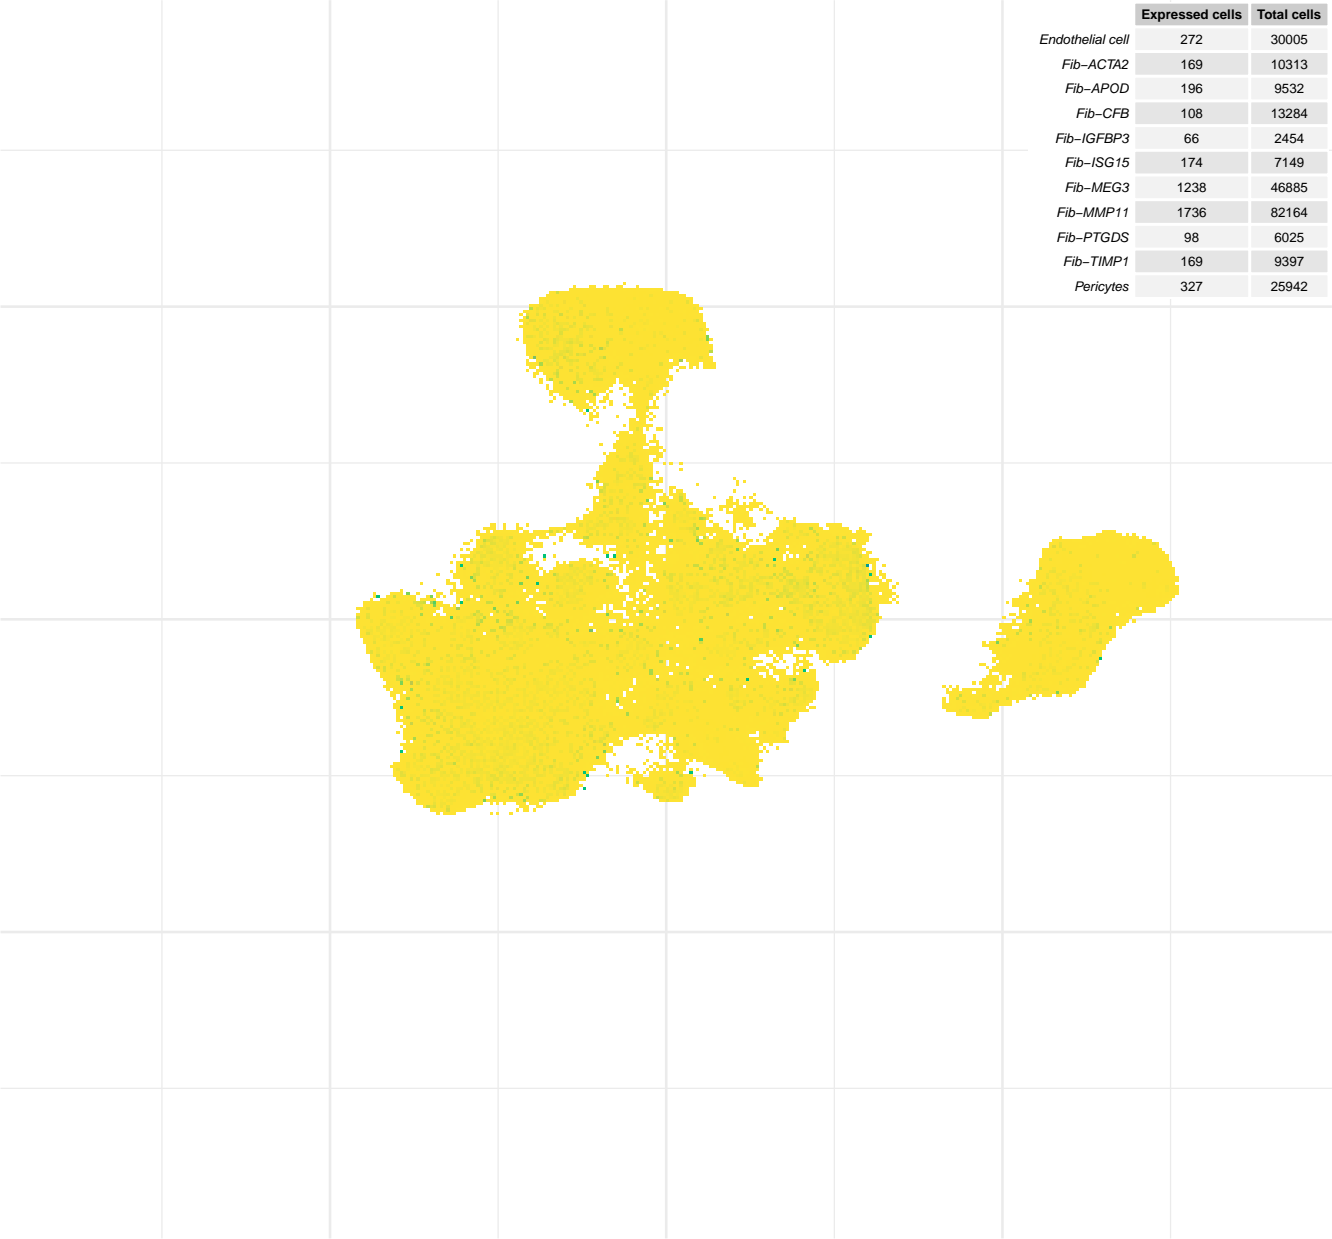 Expressed cells Total cells
Endothelial cell 272 30005
Fib−ACTA2 169 10313
Fib−APOD 196 9532
Fib−CFB 108 13284
Fib−IGFBP3 66 2454
Fib−ISG15 174 7149
Fib−MEG3 1238 46885
Fib−MMP11 1736 82164
Fib−PTGDS 98 6025
Fib−TIMP1 169 9397
Pericytes 327 25942